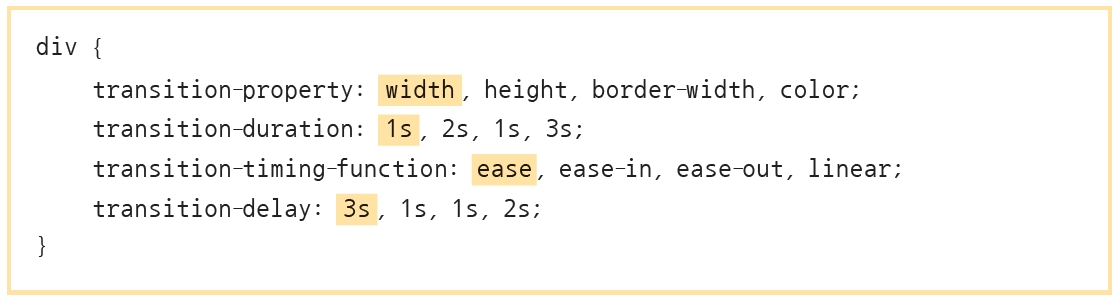 div {
transition-property: width, height, border-width, color;
transition-duration: 1s, 2s, 1s, 3s;
transition-timing-function: ease, ease-in, ease-out, linear;
transition-delay: 3s, 1s, 1s, 2s;
}